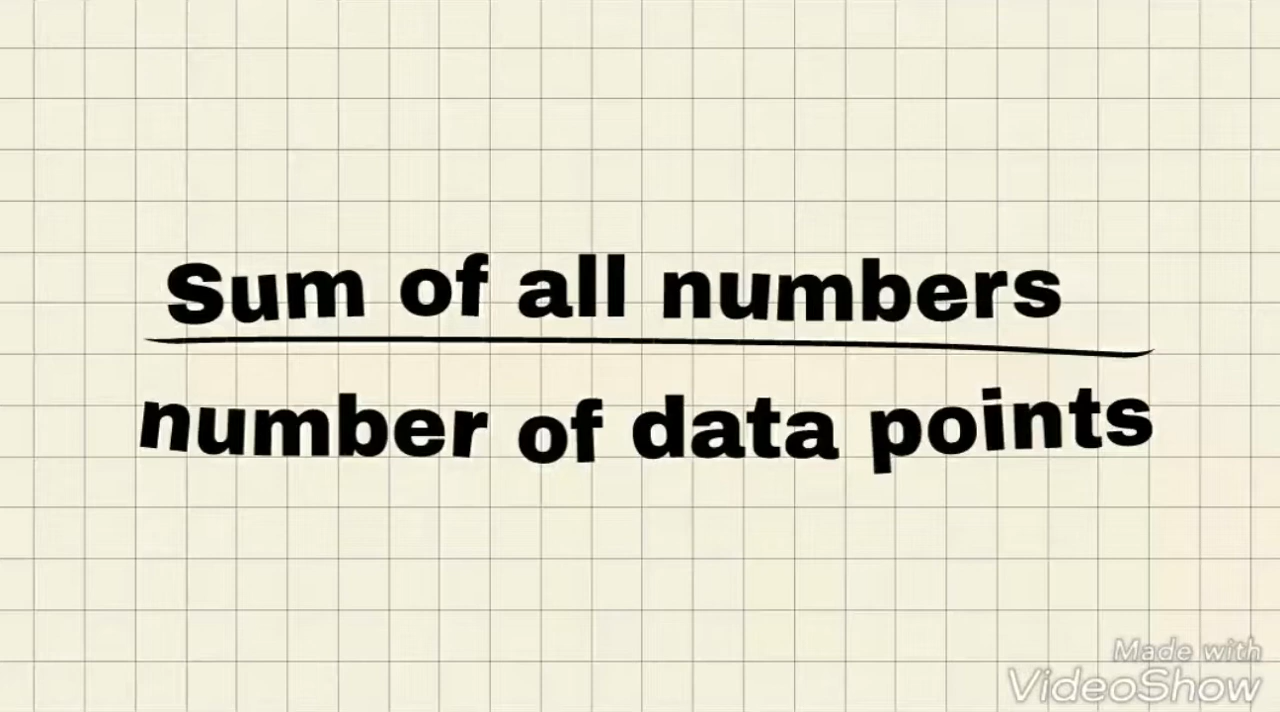 Sum of all numbers
number of data points
Made with
VideoShow